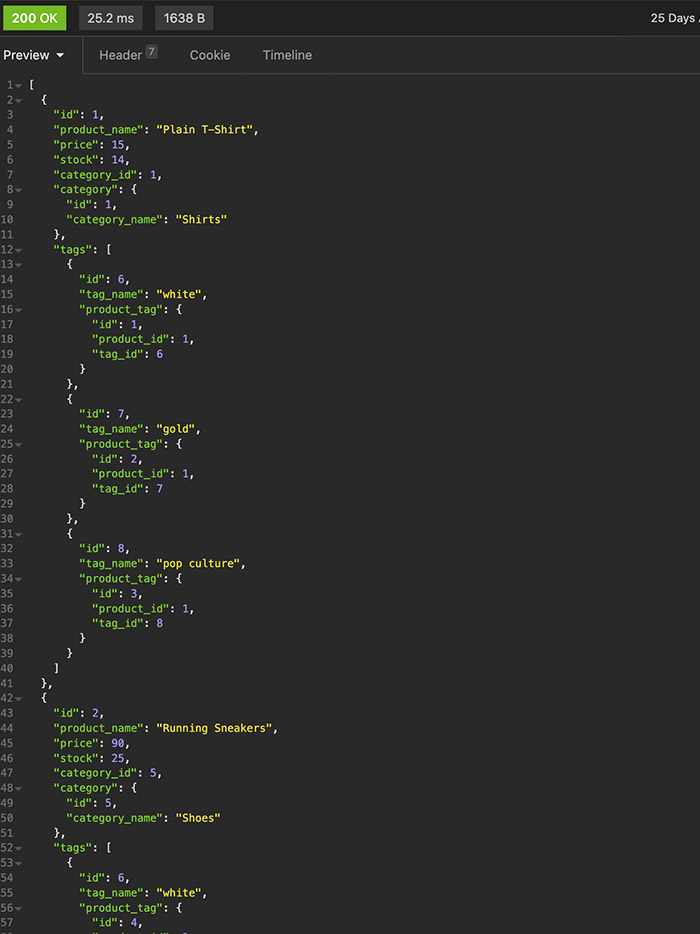 200 OK 25.2 ms 1638 B 25 Days
Preview Header 7 Cookie Timeline
1 [
2 {
3 "id": 1,
4 "product_name": "Plain T-Shirt",
5 "price": 15,
6 "stock": 14,
7 "category_id": 1,
8 "category": {
9 "id": 1,
10 "category_name": "Shirts"
11 },
12 "tags": [
13 {
14 "id": 6,
15 "tag_name": "white",
16 "product_tag": {
17 "id": 1,
18 "product_id": 1,
19 "tag_id": 6
20 }
21 },
22 {
23 "id": 7,
24 "tag_name": "gold",
25 "product_tag": {
26 "id": 2,
27 "product_id": 1,
28 "tag_id": 7
29 }
30 },
31 {
32 "id": 8,
33 "tag_name": "pop culture",
34 "product_tag": {
35 "id": 3,
36 "product_id": 1,
37 "tag_id": 8
38 }
39 }
40 ]
41 },
42 {
43 "id": 2,
44 "product_name": "Running Sneakers",
45 "price": 90,
46 "stock": 25,
47 "category_id": 5,
48 "category": {
49 "id": 5,
50 "category_name": "Shoes"
51 },
52 "tags": [
53 {
54 "id": 6,
55 "tag_name": "white",
56 "product_tag": {
57 "id": 4,